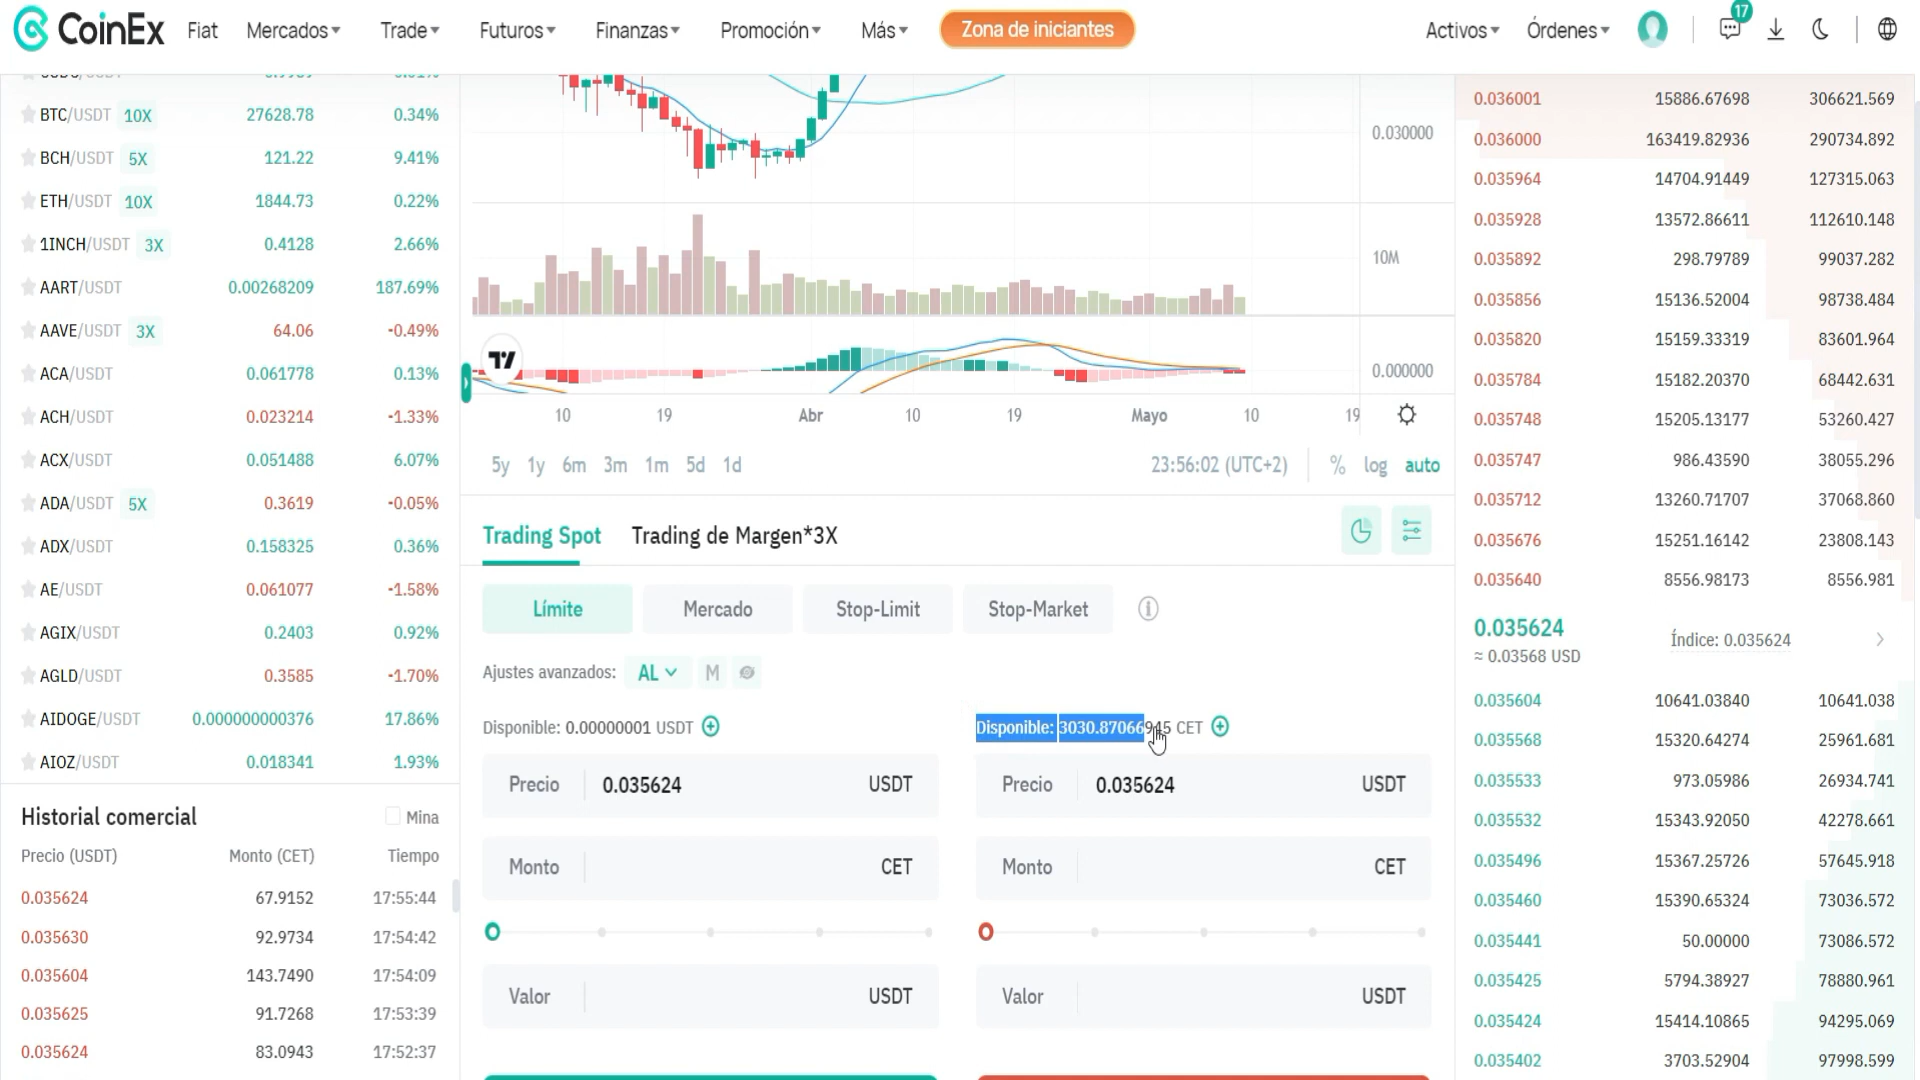 CoinEx Fiat Mercados Trade Futuros Finanzas Promoción Más Zona de iniciantes Activos Órdenes 17
BTC/USDT 10X 27628.78 0.34%
BCH/USDT 5X 121.22 9.41%
ETH/USDT 10X 1844.73 0.22%
1INCH/USDT 3X 0.4128 2.66%
AART/USDT 0.00268209 187.69%
AAVE/USDT 3X 64.06 -0.49%
ACA/USDT 0.061778 0.13%
ACH/USDT 0.023214 -1.33%
ACX/USDT 0.051488 6.07%
ADA/USDT 5X 0.3619 -0.05%
ADX/USDT 0.158325 0.36%
AE/USDT 0.061077 -1.58%
AGIX/USDT 0.2403 0.92%
AGLD/USDT 0.3585 -1.70%
AIDOGE/USDT 0.000000000376 17.86%
AIOZ/USDT 0.018341 1.93%
Historial comercial Mina
Precio (USDT) Monto (CET) Tiempo
0.035624 67.9152 17:55:44
0.035630 92.9734 17:54:42
0.035604 143.7490 17:54:09
0.035625 91.7268 17:53:39
0.035624 83.0943 17:52:37
0.030000
10M
0.000000
10 19 Abr 10 19 Mayo 10 19
5y 1y 6m 3m 1m 5d 1d 23:56:02 (UTC+2) % log auto
Trading Spot Trading de Margen*3X
Límite Mercado Stop-Limit Stop-Market
Ajustes avanzados: AL M
Disponible: 0.00000001 USDT
Precio 0.035624 USDT
Monto CET
Valor USDT
Disponible: 3030.87066945 CET
Precio 0.035624 USDT
Monto CET
Valor USDT
0.036001 15886.67698 306621.569
0.036000 163419.82936 290734.892
0.035964 14704.91449 127315.063
0.035928 13572.86611 112610.148
0.035892 298.79789 99037.282
0.035856 15136.52004 98738.484
0.035820 15159.33319 83601.964
0.035784 15182.20370 68442.631
0.035748 15205.13177 53260.427
0.035747 986.43590 38055.296
0.035712 13260.71707 37068.860
0.035676 15251.16142 23808.143
0.035640 8556.98173 8556.981
0.035624 Índice: 0.035624
≈ 0.03568 USD
0.035604 10641.03840 10641.038
0.035568 15320.64274 25961.681
0.035533 973.05986 26934.741
0.035532 15343.92050 42278.661
0.035496 15367.25726 57645.918
0.035460 15390.65324 73036.572
0.035441 50.00000 73086.572
0.035425 5794.38927 78880.961
0.035424 15414.10865 94295.069
0.035402 3703.52904 97998.599